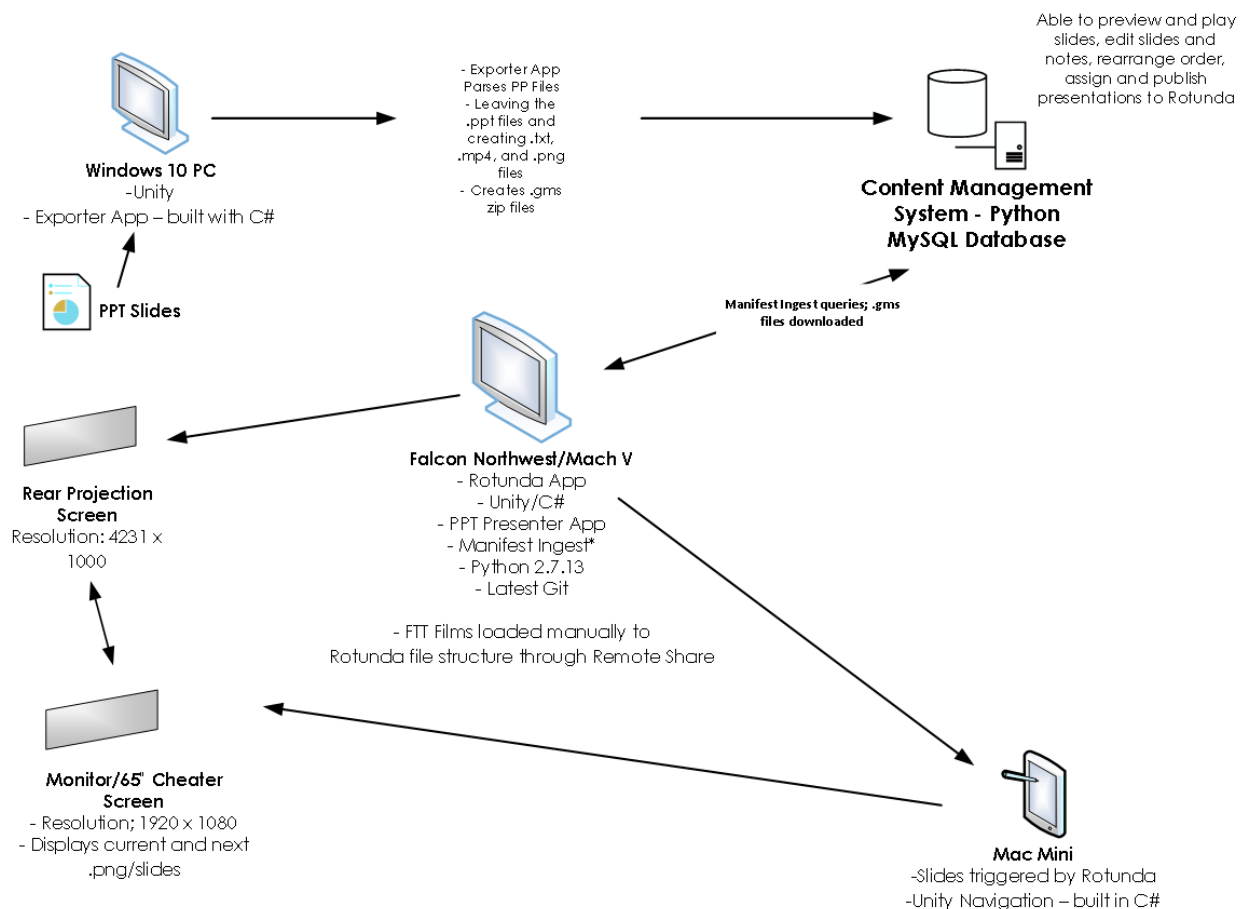 Able to preview and play
slides, edit slides and
notes, rearrange order,
assign and publish
presentations to Rotunda
- Exporter App
Parses PP Files
- Leaving the
.ppt files and
creating .txt,
.mp4, and .png
files
- Creates .gms
zip files
Windows 10 PC
-Unity
- Exporter App – built with C#
Content Management
System - Python
MySQL Database
PPT Slides
Manifest Ingest queries; .gms
files downloaded
Falcon Northwest/Mach V
- Rotunda App
- Unity/C#
- PPT Presenter App
- Manifest Ingest*
- Python 2.7.13
- Latest Git
- FTT Films loaded manually to
Rotunda file structure through Remote Share
Rear Projection
Screen
Resolution: 4231 x
1000
Monitor/65" Cheater
Screen
- Resolution; 1920 x 1080
- Displays current and next
.png/slides
Mac Mini
-Slides triggered by Rotunda
-Unity Navigation – built in C#